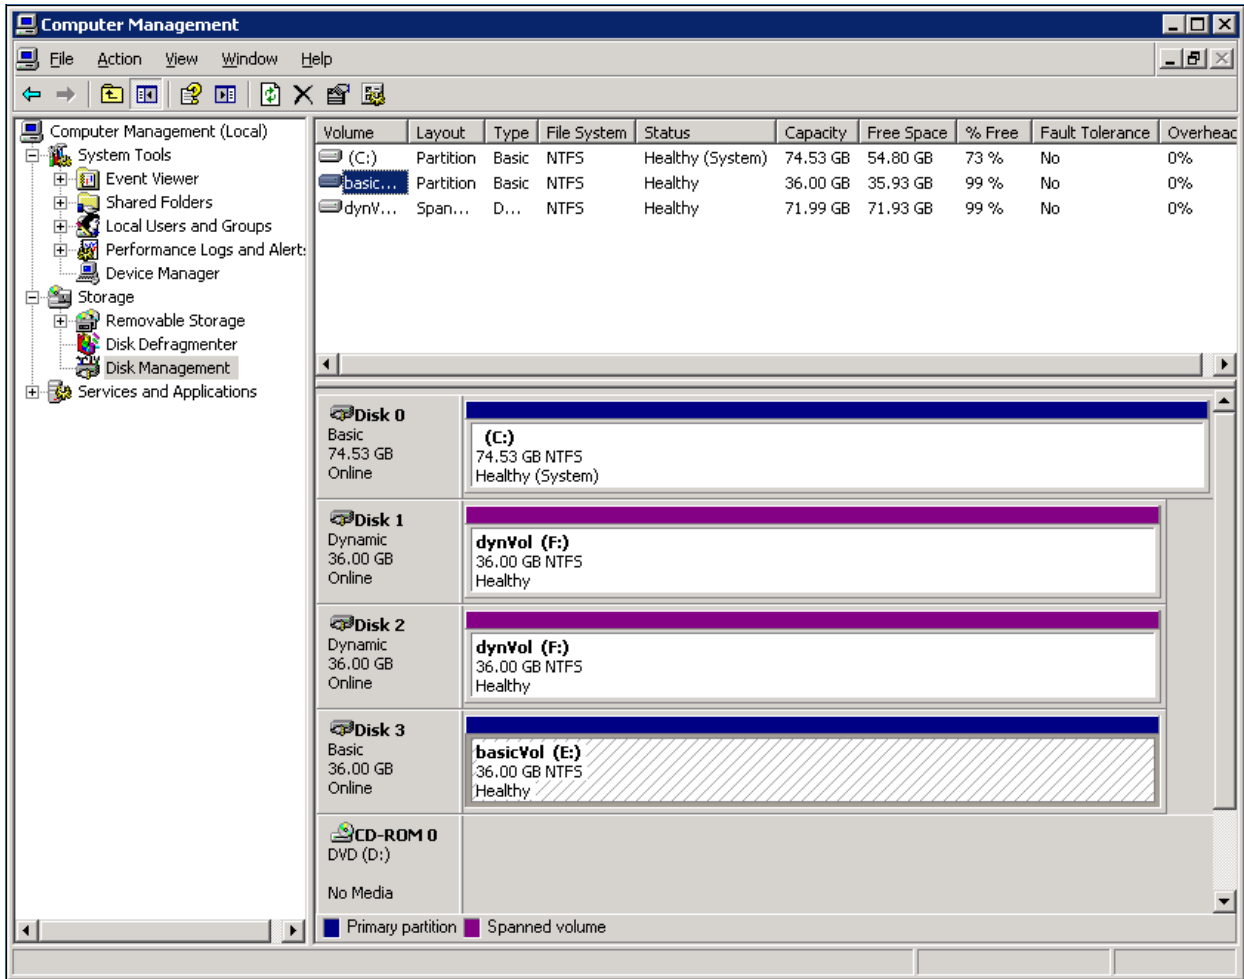 Computer Management
File Action View Window Help
Computer Management (Local)
System Tools
Event Viewer
Shared Folders
Local Users and Groups
Performance Logs and Alert:
Device Manager
Storage
Removable Storage
Disk Defragmenter
Disk Management
Services and Applications
Volume Layout Type File System Status Capacity Free Space % Free Fault Tolerance Overheac
(C:) Partition Basic NTFS Healthy (System) 74.53 GB 54.80 GB 73 % No 0%
basic... Partition Basic NTFS Healthy 36.00 GB 35.93 GB 99 % No 0%
dynV... Span... D... NTFS Healthy 71.99 GB 71.93 GB 99 % No 0%
Disk 0
Basic
74.53 GB
Online
(C:)
74.53 GB NTFS
Healthy (System)
Disk 1
Dynamic
36.00 GB
Online
dynVol (F:)
36.00 GB NTFS
Healthy
Disk 2
Dynamic
36.00 GB
Online
dynVol (F:)
36.00 GB NTFS
Healthy
Disk 3
Basic
36.00 GB
Online
basicVol (E:)
36.00 GB NTFS
Healthy
CD-ROM 0
DVD (D:)
No Media
Primary partition Spanned volume